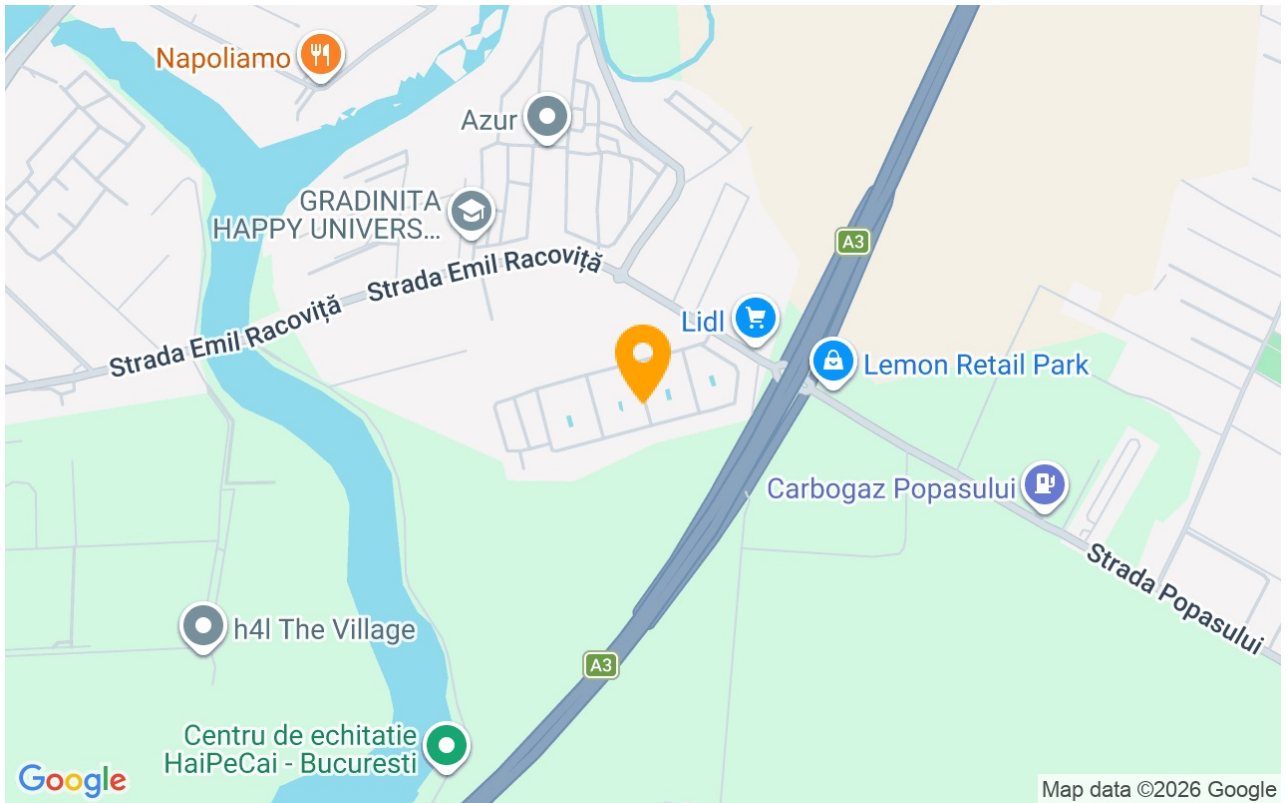 Napoliamo
Azur
GRADINITA
HAPPY UNIVERS...
A3
Strada Emil Racoviță
Strada Emil Racoviță
Lidl
Lemon Retail Park
Carbogaz Popasului
Strada Popasului
h4l The Village
A3
Centru de echitatie
HaiPeCai - Bucuresti
Google
Map data ©2026 Google